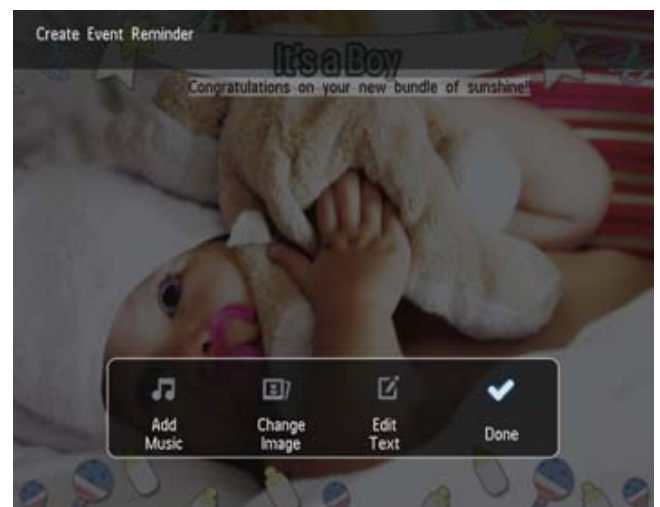 Create Event Reminder
It's a Boy
Congratulations on your new bundle of sunshine!!
Add
Music
Change
Image
Edit
Text
Done